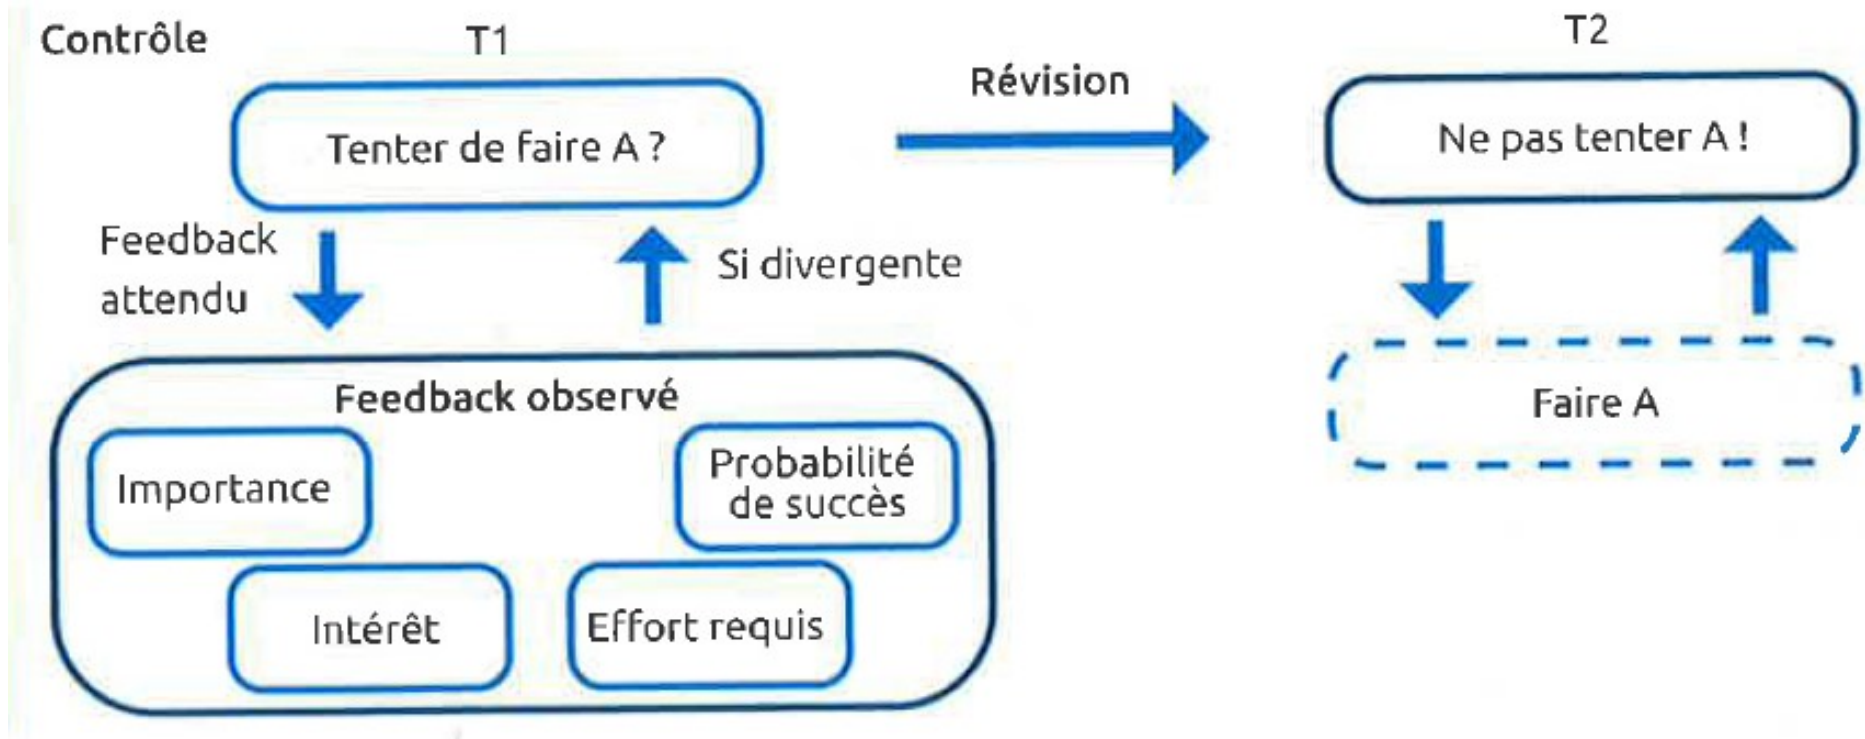 Contrôle
T1
T2
Révision
Tenter de faire A ?
Ne pas tenter A !
Feedback
attendu
Si divergente
Feedback observé
Faire A
Importance
Probabilité
de succès
Intérêt
Effort requis